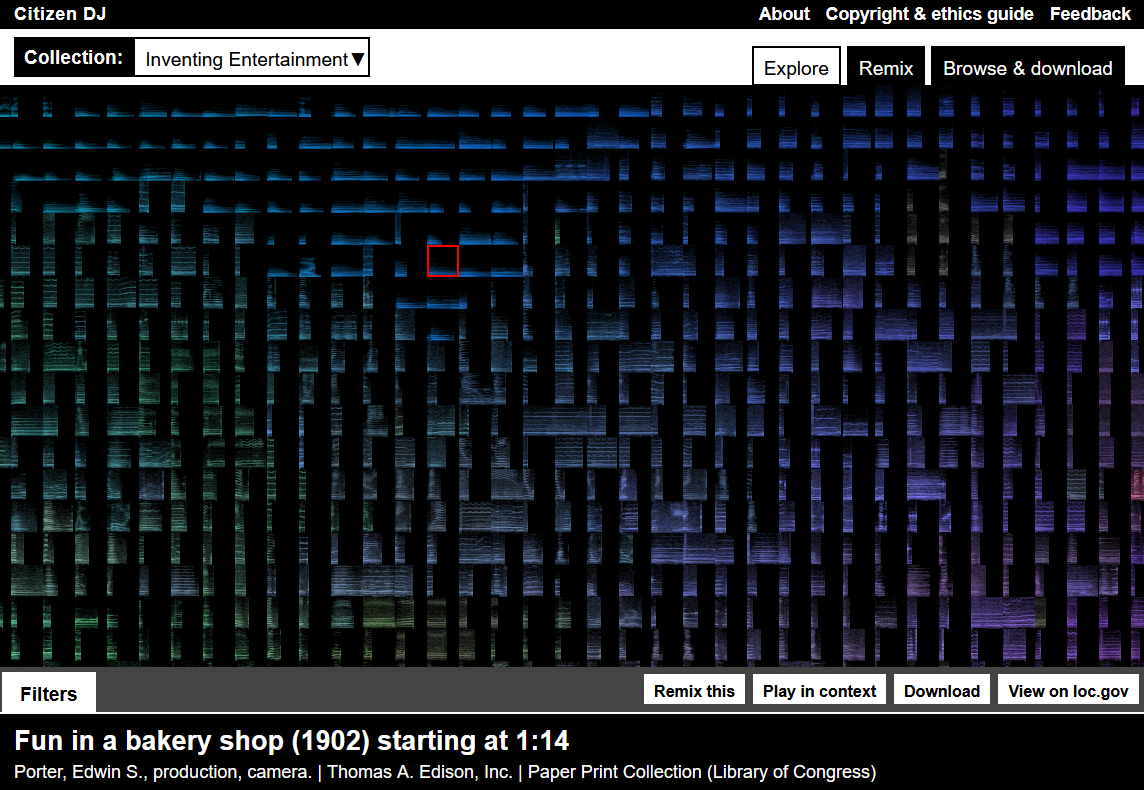 Citizen DJ
About Copyright & ethics guide Feedback
Collection: Inventing Entertainment▼
Explore Remix Browse & download
Filters
Remix this Play in context Download View on loc.gov
Fun in a bakery shop (1902) starting at 1:14
Porter, Edwin S., production, camera. | Thomas A. Edison, Inc. | Paper Print Collection (Library of Congress)